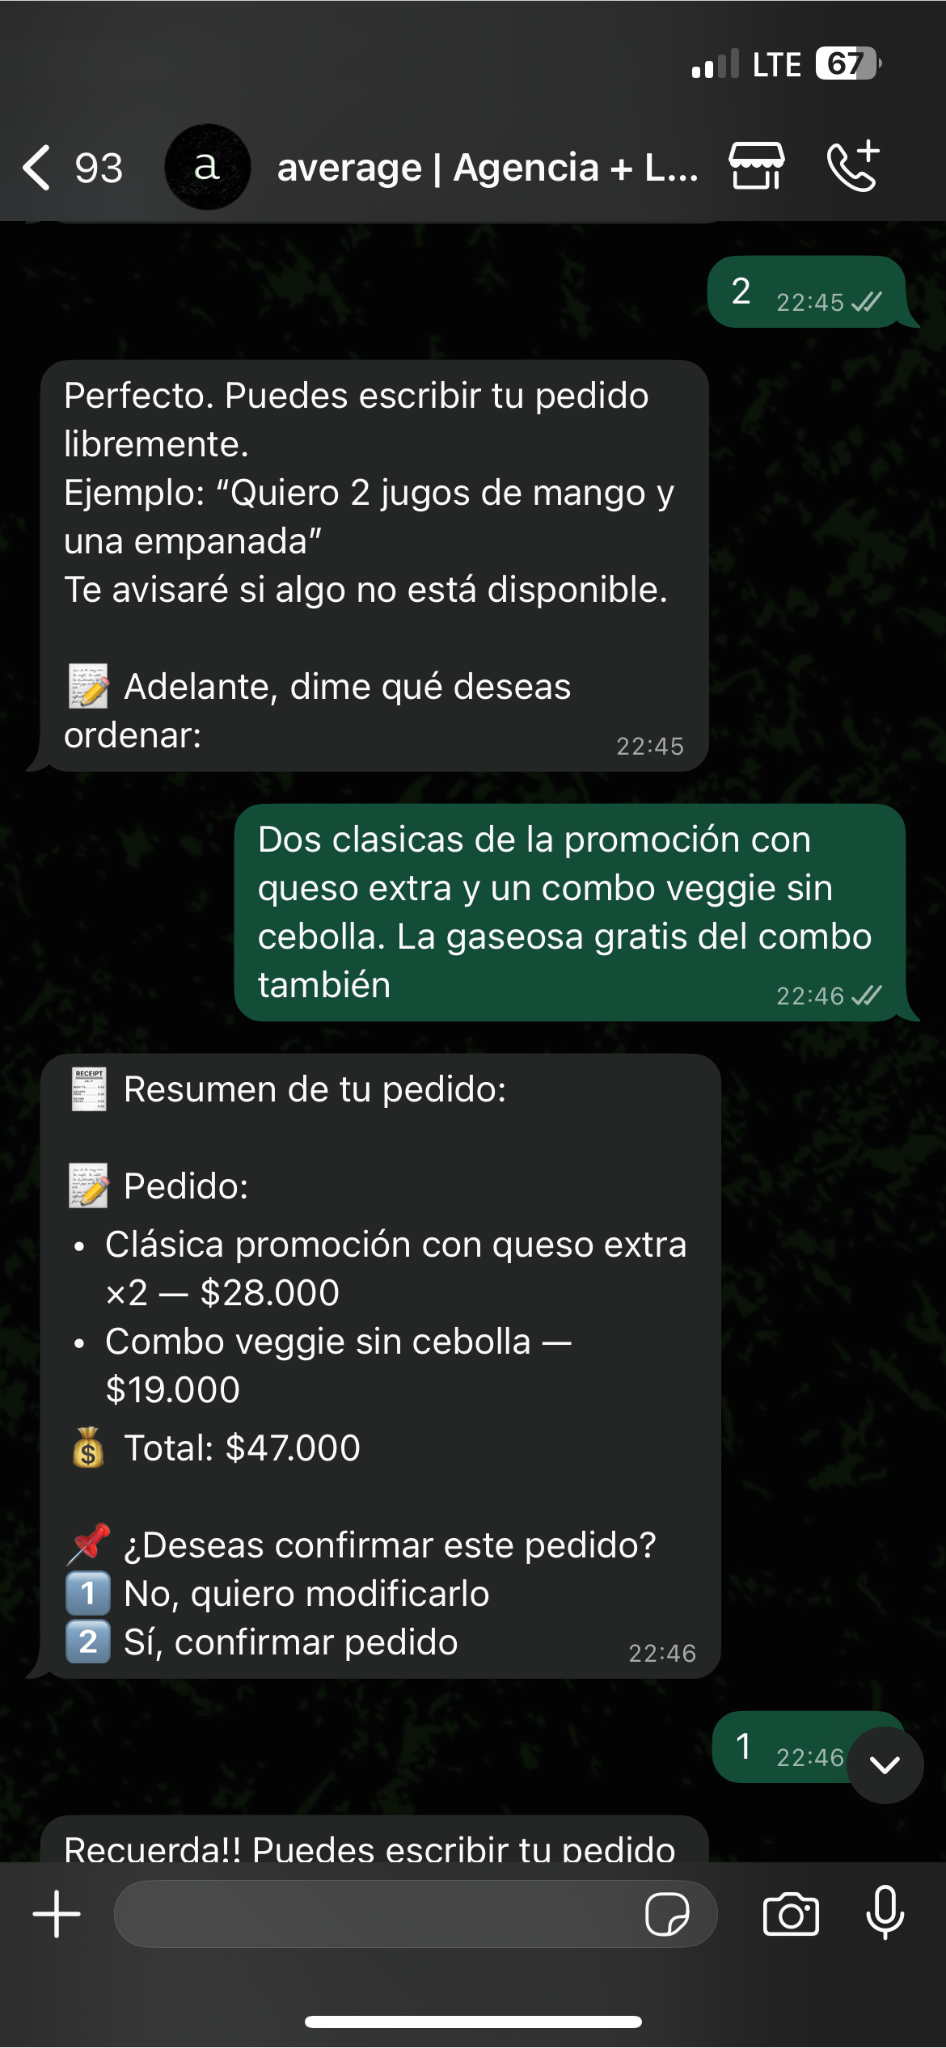 LTE 67
93 a average | Agencia + L...
2 22:45
Perfecto. Puedes escribir tu pedido
libremente.
Ejemplo: “Quiero 2 jugos de mango y
una empanada”
Te avisaré si algo no está disponible.
📝 Adelante, dime qué deseas
ordenar:
22:45
Dos clasicas de la promoción con
queso extra y un combo veggie sin
cebolla. La gaseosa gratis del combo
también
22:46
🧾 Resumen de tu pedido:
📝 Pedido:
• Clásica promoción con queso extra
×2 — $28.000
• Combo veggie sin cebolla —
$19.000
💰 Total: $47.000
📌 ¿Deseas confirmar este pedido?
1️⃣ No, quiero modificarlo
2️⃣ Sí, confirmar pedido
22:46
1 22:46
Recuerda!! Puedes escribir tu pedido